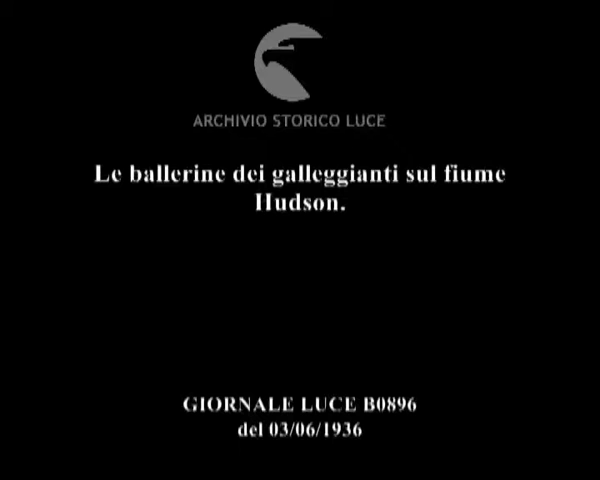 ARCHIVIO STORICO LUCE
Le ballerine dei galleggianti sul fiume
Hudson.
GIORNALE LUCE B0896
del 03/06/1936